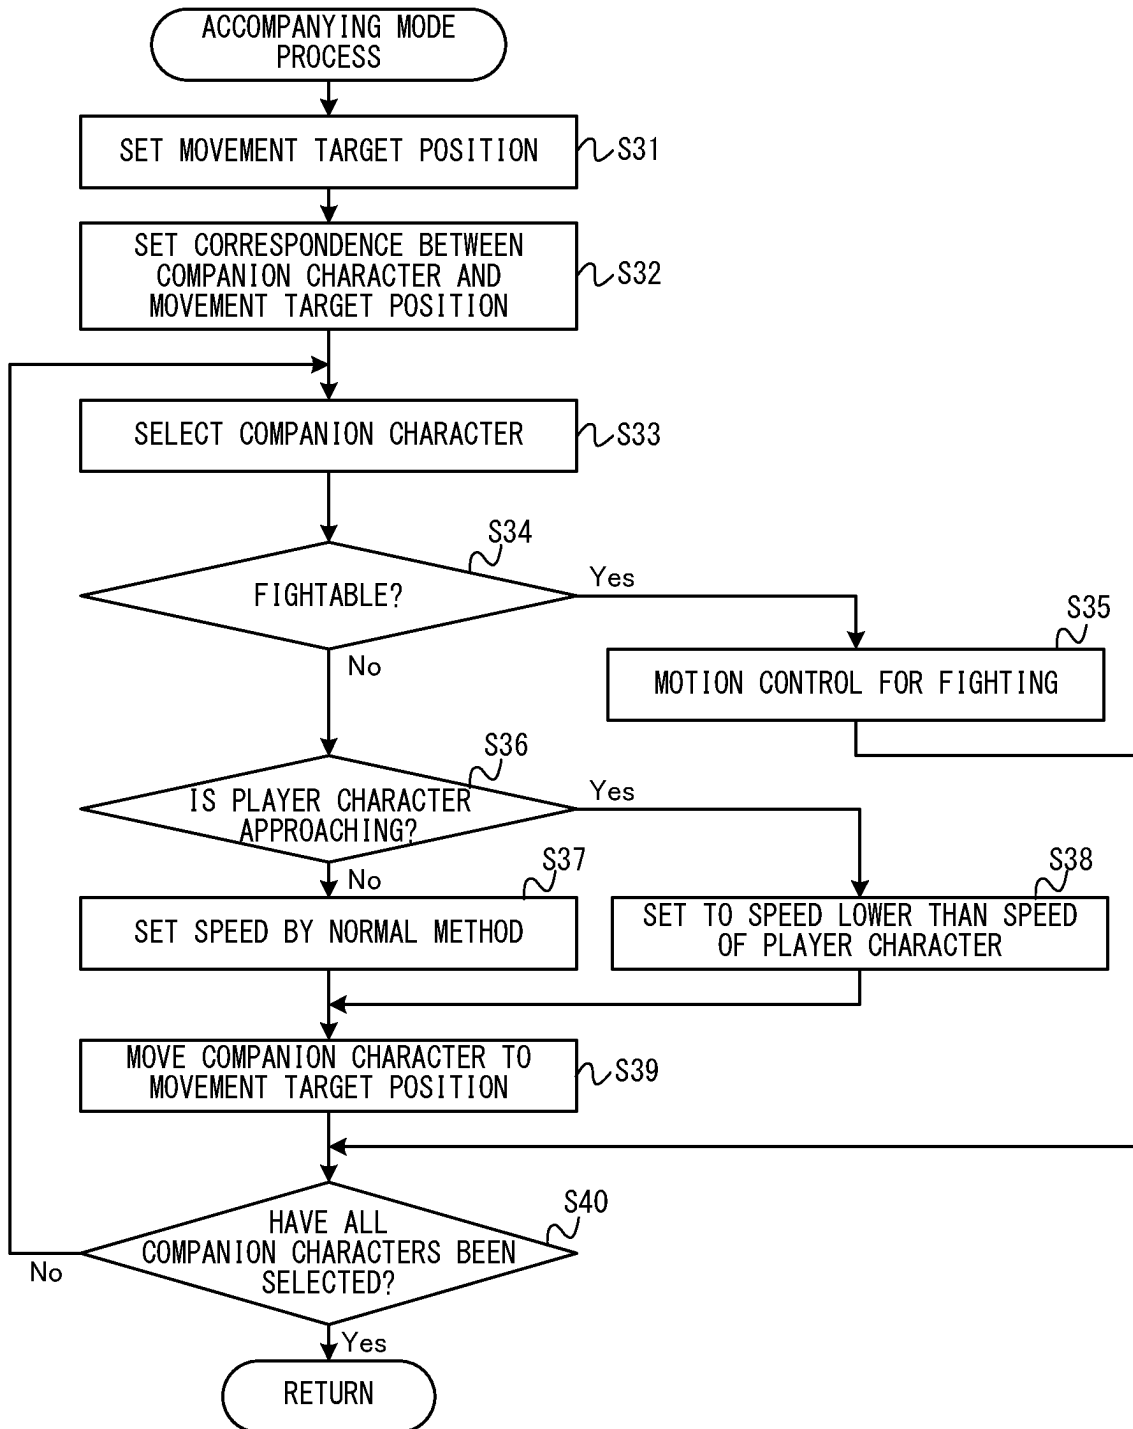 ACCOMPANYING MODE
PROCESS
SET MOVEMENT TARGET POSITION
S31
SET CORRESPONDENCE BETWEEN
COMPANION CHARACTER AND
MOVEMENT TARGET POSITION
S32
SELECT COMPANION CHARACTER
S33
S34
FIGHTABLE?
Yes
No
S35
MOTION CONTROL FOR FIGHTING
S36
IS PLAYER CHARACTER
APPROACHING?
Yes
No
S37
SET SPEED BY NORMAL METHOD
S38
SET TO SPEED LOWER THAN SPEED
OF PLAYER CHARACTER
MOVE COMPANION CHARACTER TO
MOVEMENT TARGET POSITION
S39
S40
HAVE ALL
COMPANION CHARACTERS BEEN
SELECTED?
No
Yes
RETURN